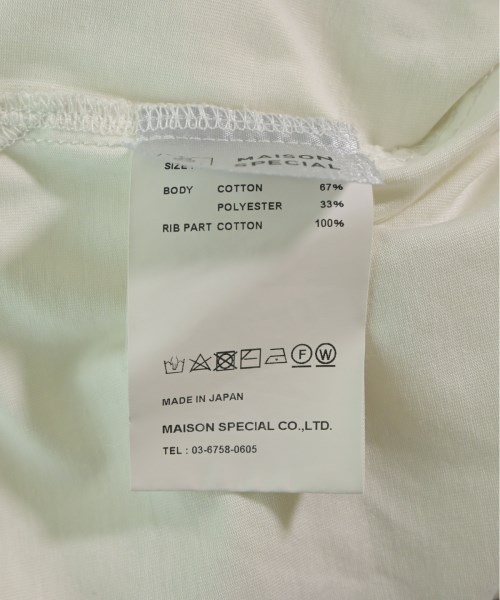 MAISON
SIZE SPECIAL
BODY COTTON 67%
POLYESTER 33%
RIB PART COTTON 100%
F W
MADE IN JAPAN
MAISON SPECIAL CO.,LTD.
TEL : 03-6758-0605